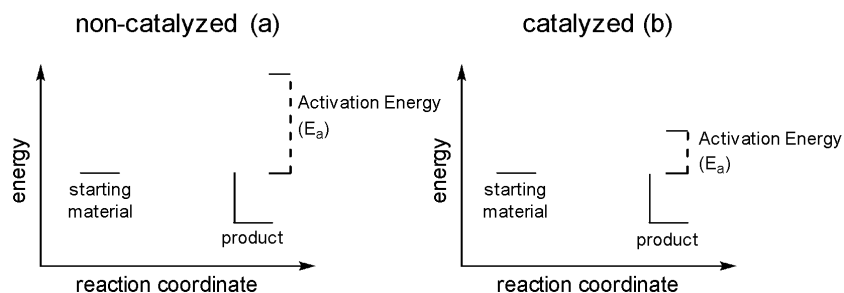 non-catalyzed (a)
energy
Activation Energy
(Ea)
starting
material
product
reaction coordinate
catalyzed (b)
energy
Activation Energy
(Ea)
starting
material
product
reaction coordinate